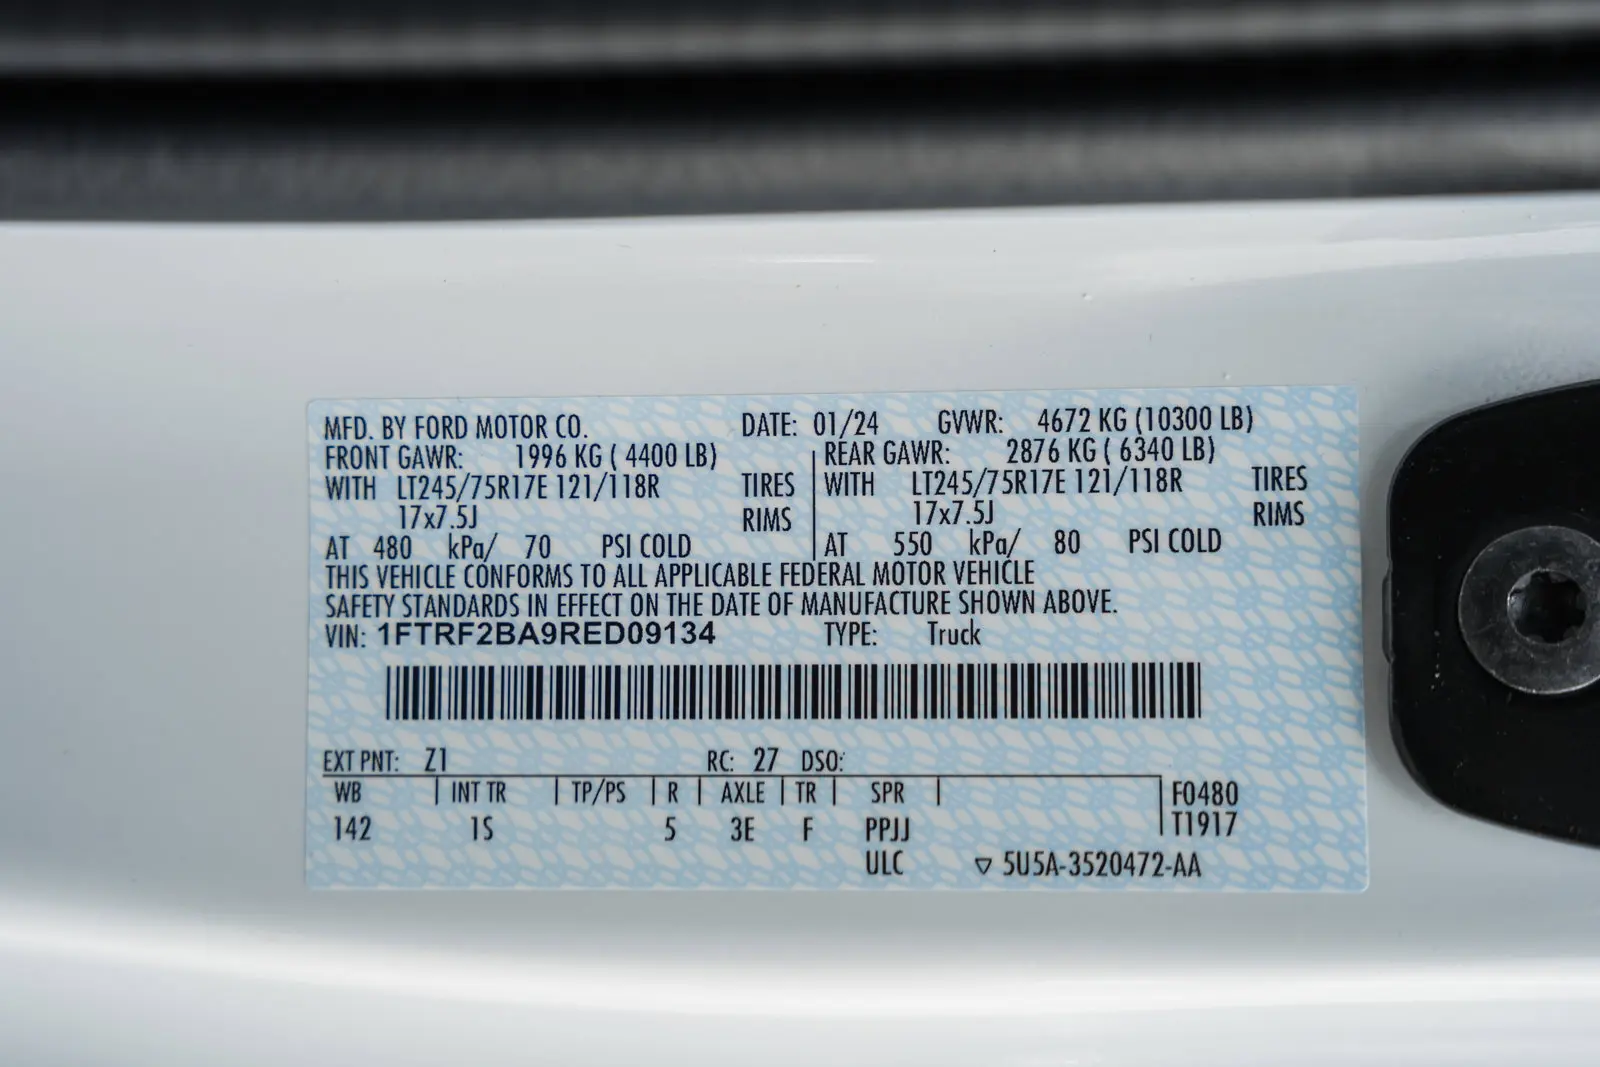 MFD. BY FORD MOTOR CO. DATE: 01/24 GVWR: 4672 KG (10300 LB)
FRONT GAWR: 1996 KG ( 4400 LB) REAR GAWR: 2876 KG ( 6340 LB)
WITH LT245/75R17E 121/118R TIRES WITH LT245/75R17E 121/118R TIRES
17x7.5J RIMS 17x7.5J RIMS
AT 480 kPa/ 70 PSI COLD AT 550 kPa/ 80 PSI COLD
THIS VEHICLE CONFORMS TO ALL APPLICABLE FEDERAL MOTOR VEHICLE
SAFETY STANDARDS IN EFFECT ON THE DATE OF MANUFACTURE SHOWN ABOVE.
VIN: 1FTRF2BA9RED09134 TYPE: Truck
EXT PNT: Z1 RC: 27 DSO:
WB INT TR TP/PS R AXLE TR SPR F0480
142 1S 5 3E F PPJJ T1917
ULC ▽ 5U5A-3520472-AA